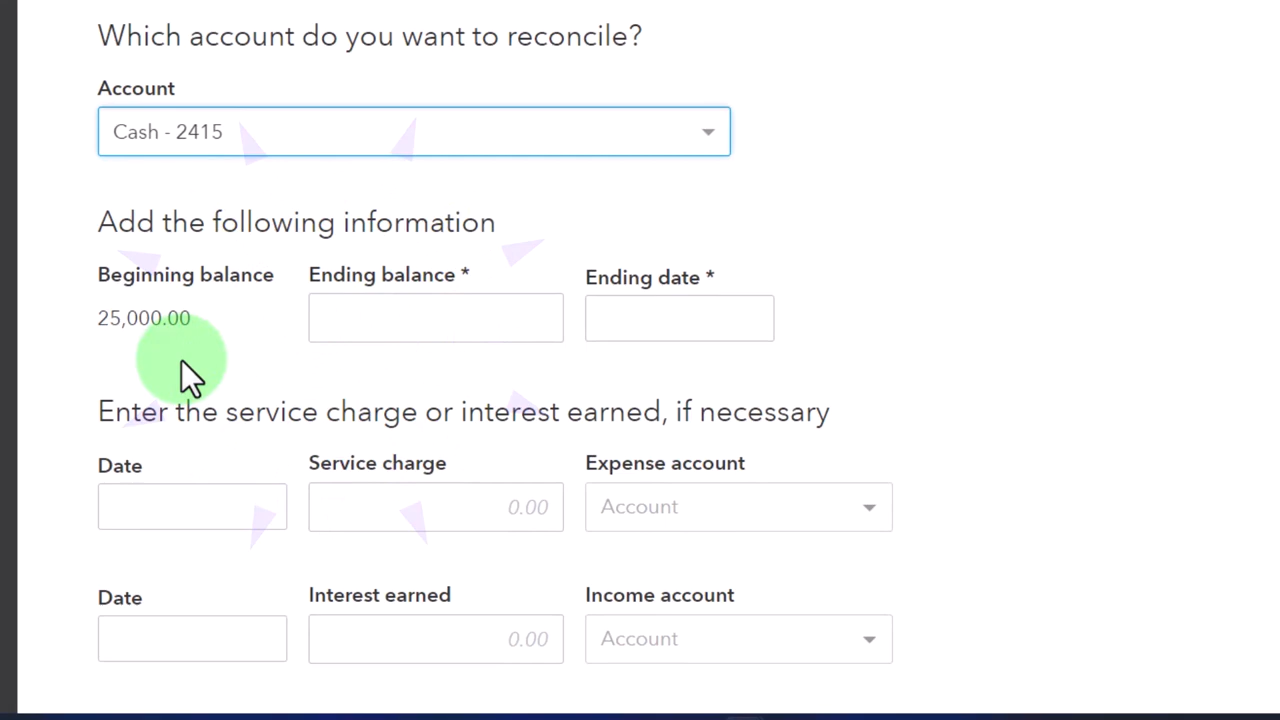 Which account do you want to reconcile?
Account
Cash - 2415
Add the following information
Beginning balance Ending balance * Ending date *
25,000.00
Enter the service charge or interest earned, if necessary
Date Service charge Expense account
0.00 Account
Date Interest earned Income account
0.00 Account